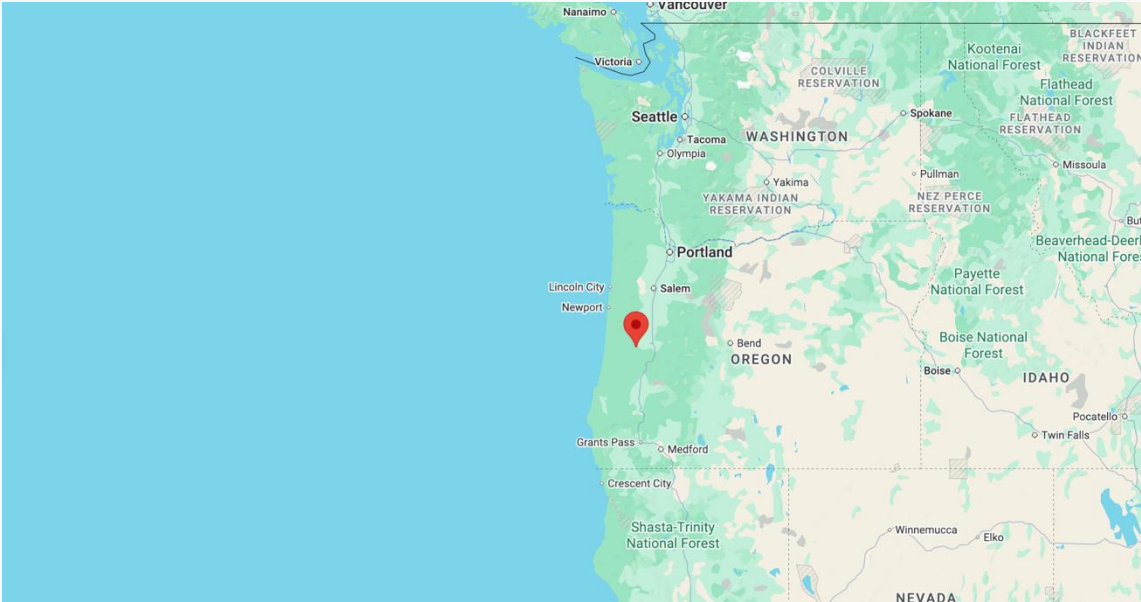 Nanaimo
Vancouver
Victoria
BLACKFEET
INDIAN
RESERVATION
Kootenai
National Forest
COLVILLE
RESERVATION
Flathead
National Forest
Seattle
Spokane
FLATHEAD
RESERVATION
WASHINGTON
Tacoma
Olympia
Missoula
Pullman
Yakima
YAKAMA INDIAN
RESERVATION
NEZ PERCE
RESERVATION
But
Beaverhead-Deerl
National Fores
Portland
Payette
National Forest
Lincoln City
Salem
Newport
Bend
OREGON
Boise National
Forest
Boise
IDAHO
Pocatello
Twin Falls
Grants Pass
Medford
Crescent City
Shasta-Trinity
National Forest
Winnemucca
Elko
NEVADA